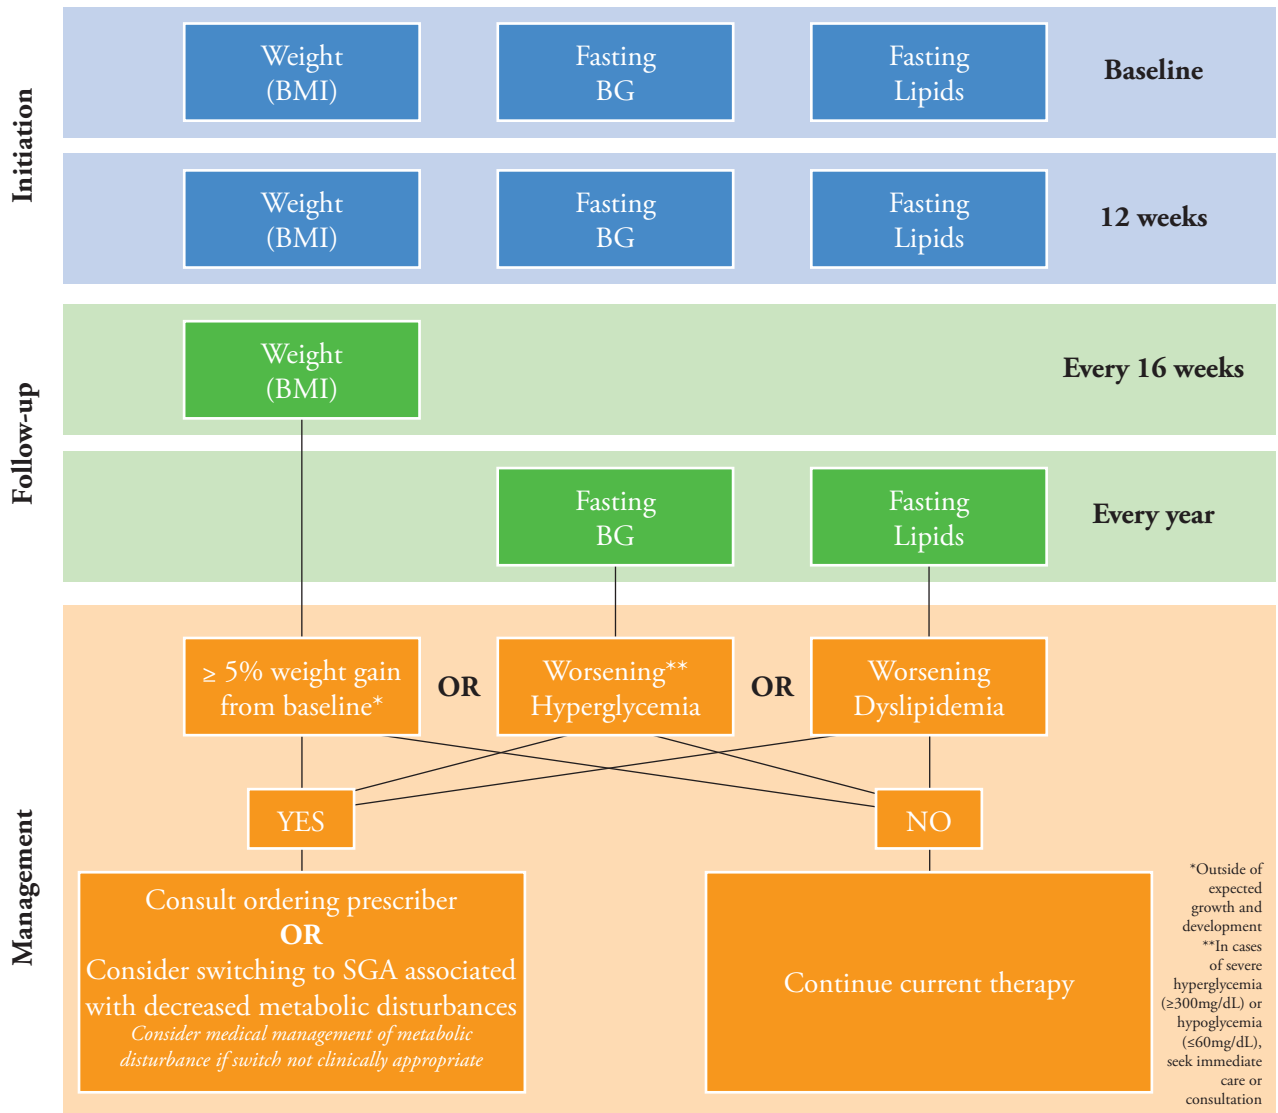 Initiation
Weight
(BMI)
Fasting
BG
Fasting
Lipids
Baseline
Weight
(BMI)
Fasting
BG
Fasting
Lipids
12 weeks
Follow-up
Weight
(BMI)
Every 16 weeks
Fasting
BG
Fasting
Lipids
Every year
Management
≥ 5% weight gain
from baseline*
OR
Worsening**
Hyperglycemia
OR
Worsening
Dyslipidemia
YES
NO
Consult ordering prescriber
OR
Consider switching to SGA associated
with decreased metabolic disturbances
Consider medical management of metabolic
disturbance if switch not clinically appropriate
Continue current therapy
*Outside of
expected
growth and
development
**In cases
of severe
hyperglycemia
(≥300mg/dL) or
hypoglycemia
(≤60mg/dL),
seek immediate
care or
consultation